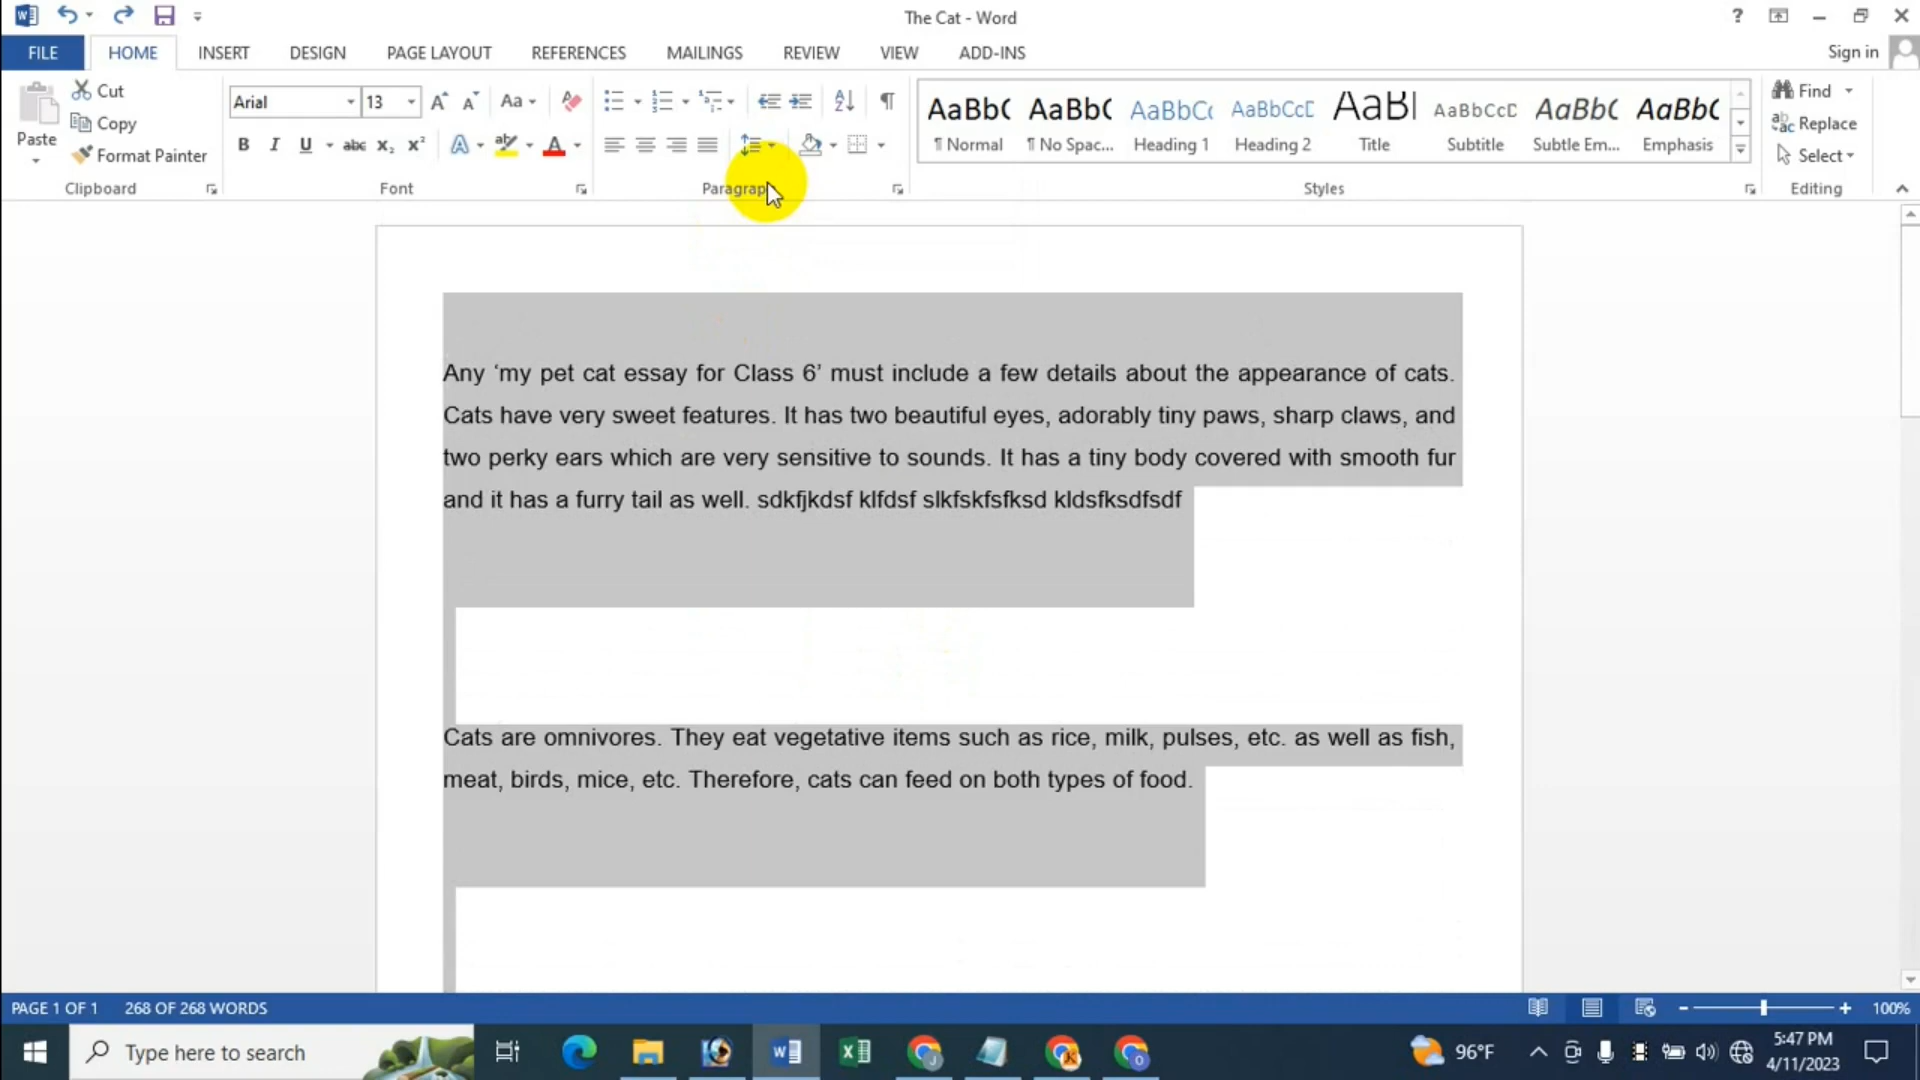 The Cat - Word
FILE HOME INSERT DESIGN PAGE LAYOUT REFERENCES MAILINGS REVIEW VIEW ADD-INS Sign in
Paste
Cut
Copy
Format Painter
Clipboard
Arial 13
Font
Paragraph
AaBbC AaBbC AaBbCc AaBbCcD AaBl AaBbCcD AaBbC AaBbC
¶ Normal ¶ No Spac... Heading 1 Heading 2 Title Subtitle Subtle Em... Emphasis
Styles
Find
Replace
Select
Editing
Any ‘my pet cat essay for Class 6’ must include a few details about the appearance of cats.
Cats have very sweet features. It has two beautiful eyes, adorably tiny paws, sharp claws, and
two perky ears which are very sensitive to sounds. It has a tiny body covered with smooth fur
and it has a furry tail as well. sdkfjkdsf klfdsf slkfskfsfksd kldsfksdfsdf
Cats are omnivores. They eat vegetative items such as rice, milk, pulses, etc. as well as fish,
meat, birds, mice, etc. Therefore, cats can feed on both types of food.
PAGE 1 OF 1 268 OF 268 WORDS 100%
Type here to search
96°F
5:47 PM
4/11/2023